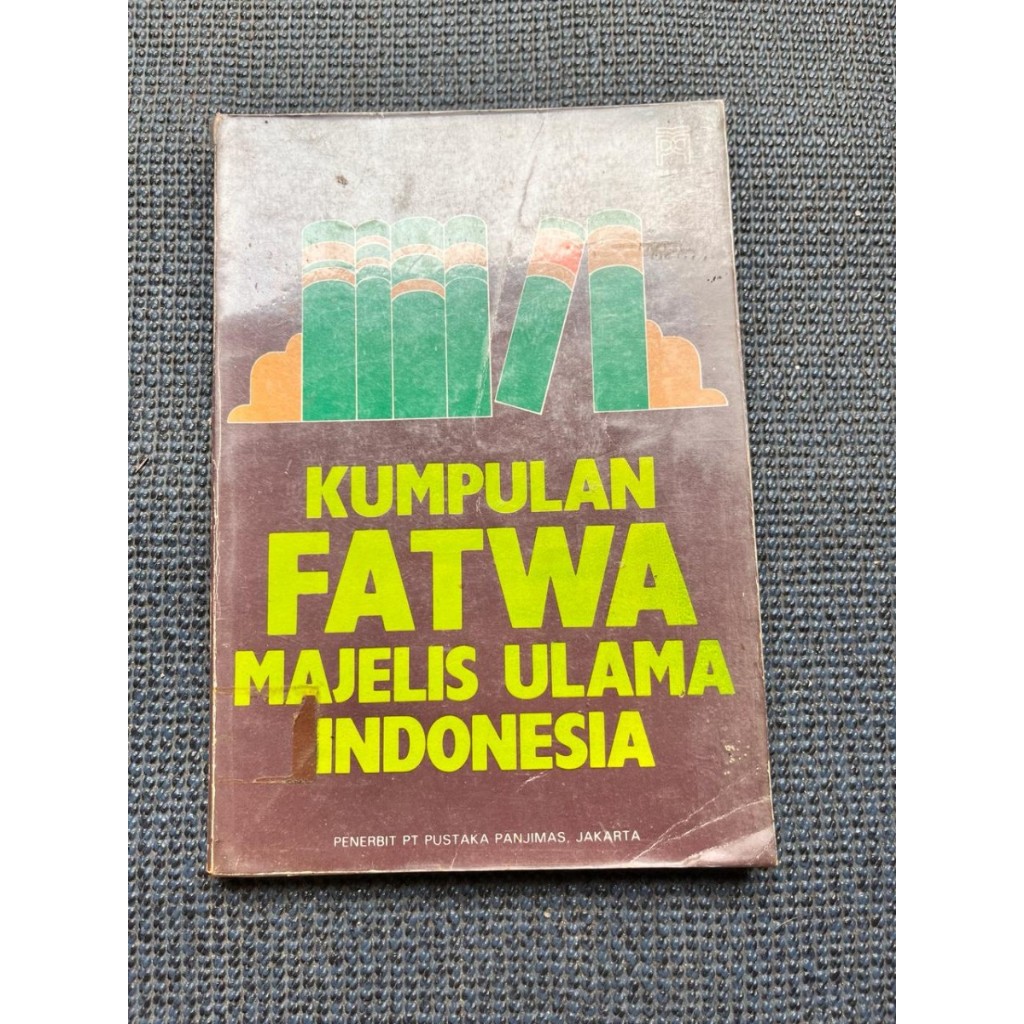 KUMPULAN
FATWA
MAJELIS ULAMA
INDONESIA
PENERBIT PT PUSTAKA PANJIMAS, JAKARTA